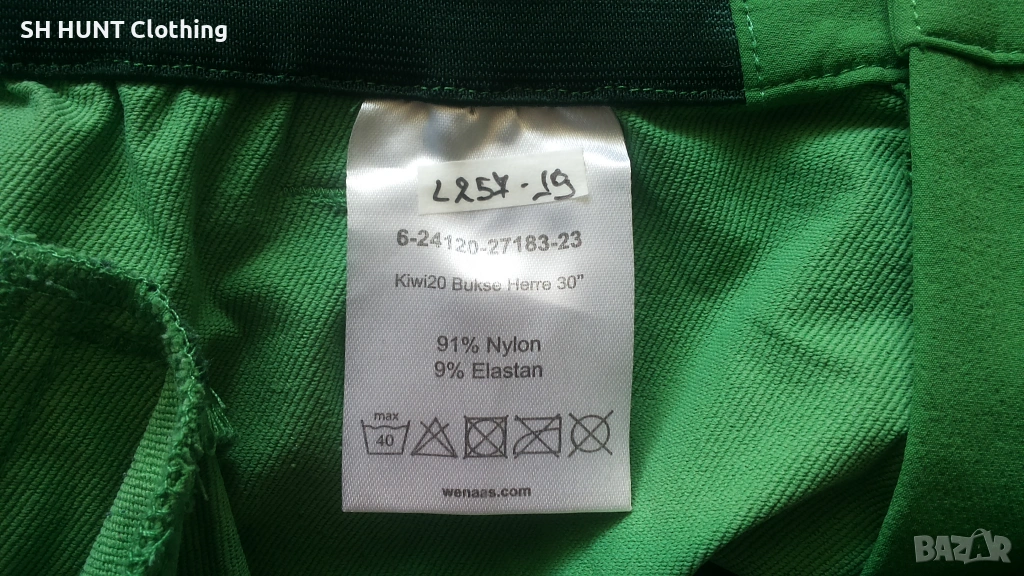 SH HUNT Clothing
L257-19
6-24120-27183-23
Kiwi20 Bukse Herre 30"
91% Nylon
9% Elastan
max
40
wenaas.com
BAZAR